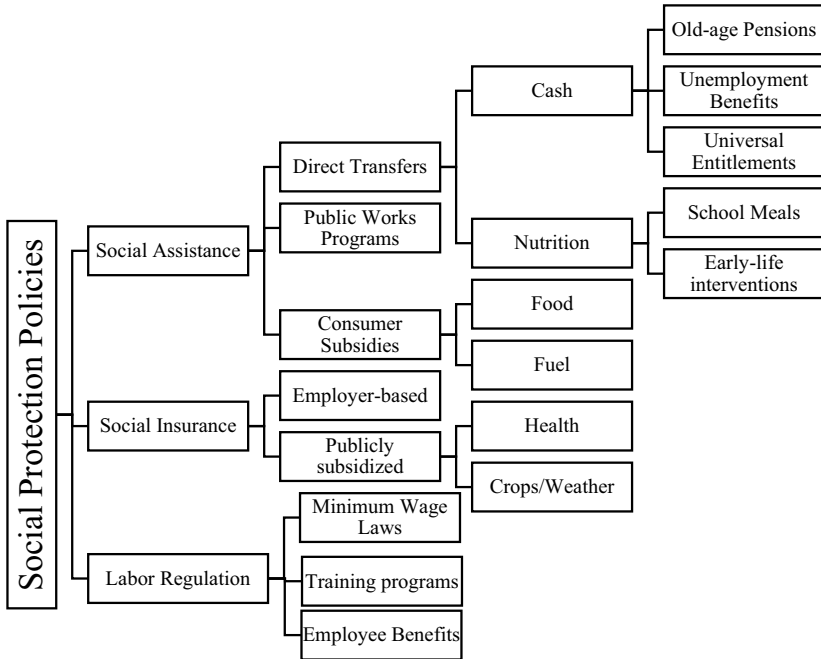 Social Protection Policies
Social Assistance
Direct Transfers
Cash
Old-age Pensions
Unemployment
Benefits
Universal
Entitlements
Nutrition
School Meals
Early-life
interventions
Public Works
Programs
Consumer
Subsidies
Food
Fuel
Social Insurance
Employer-based
Publicly
subsidized
Health
Crops/Weather
Labor Regulation
Minimum Wage
Laws
Training programs
Employee Benefits